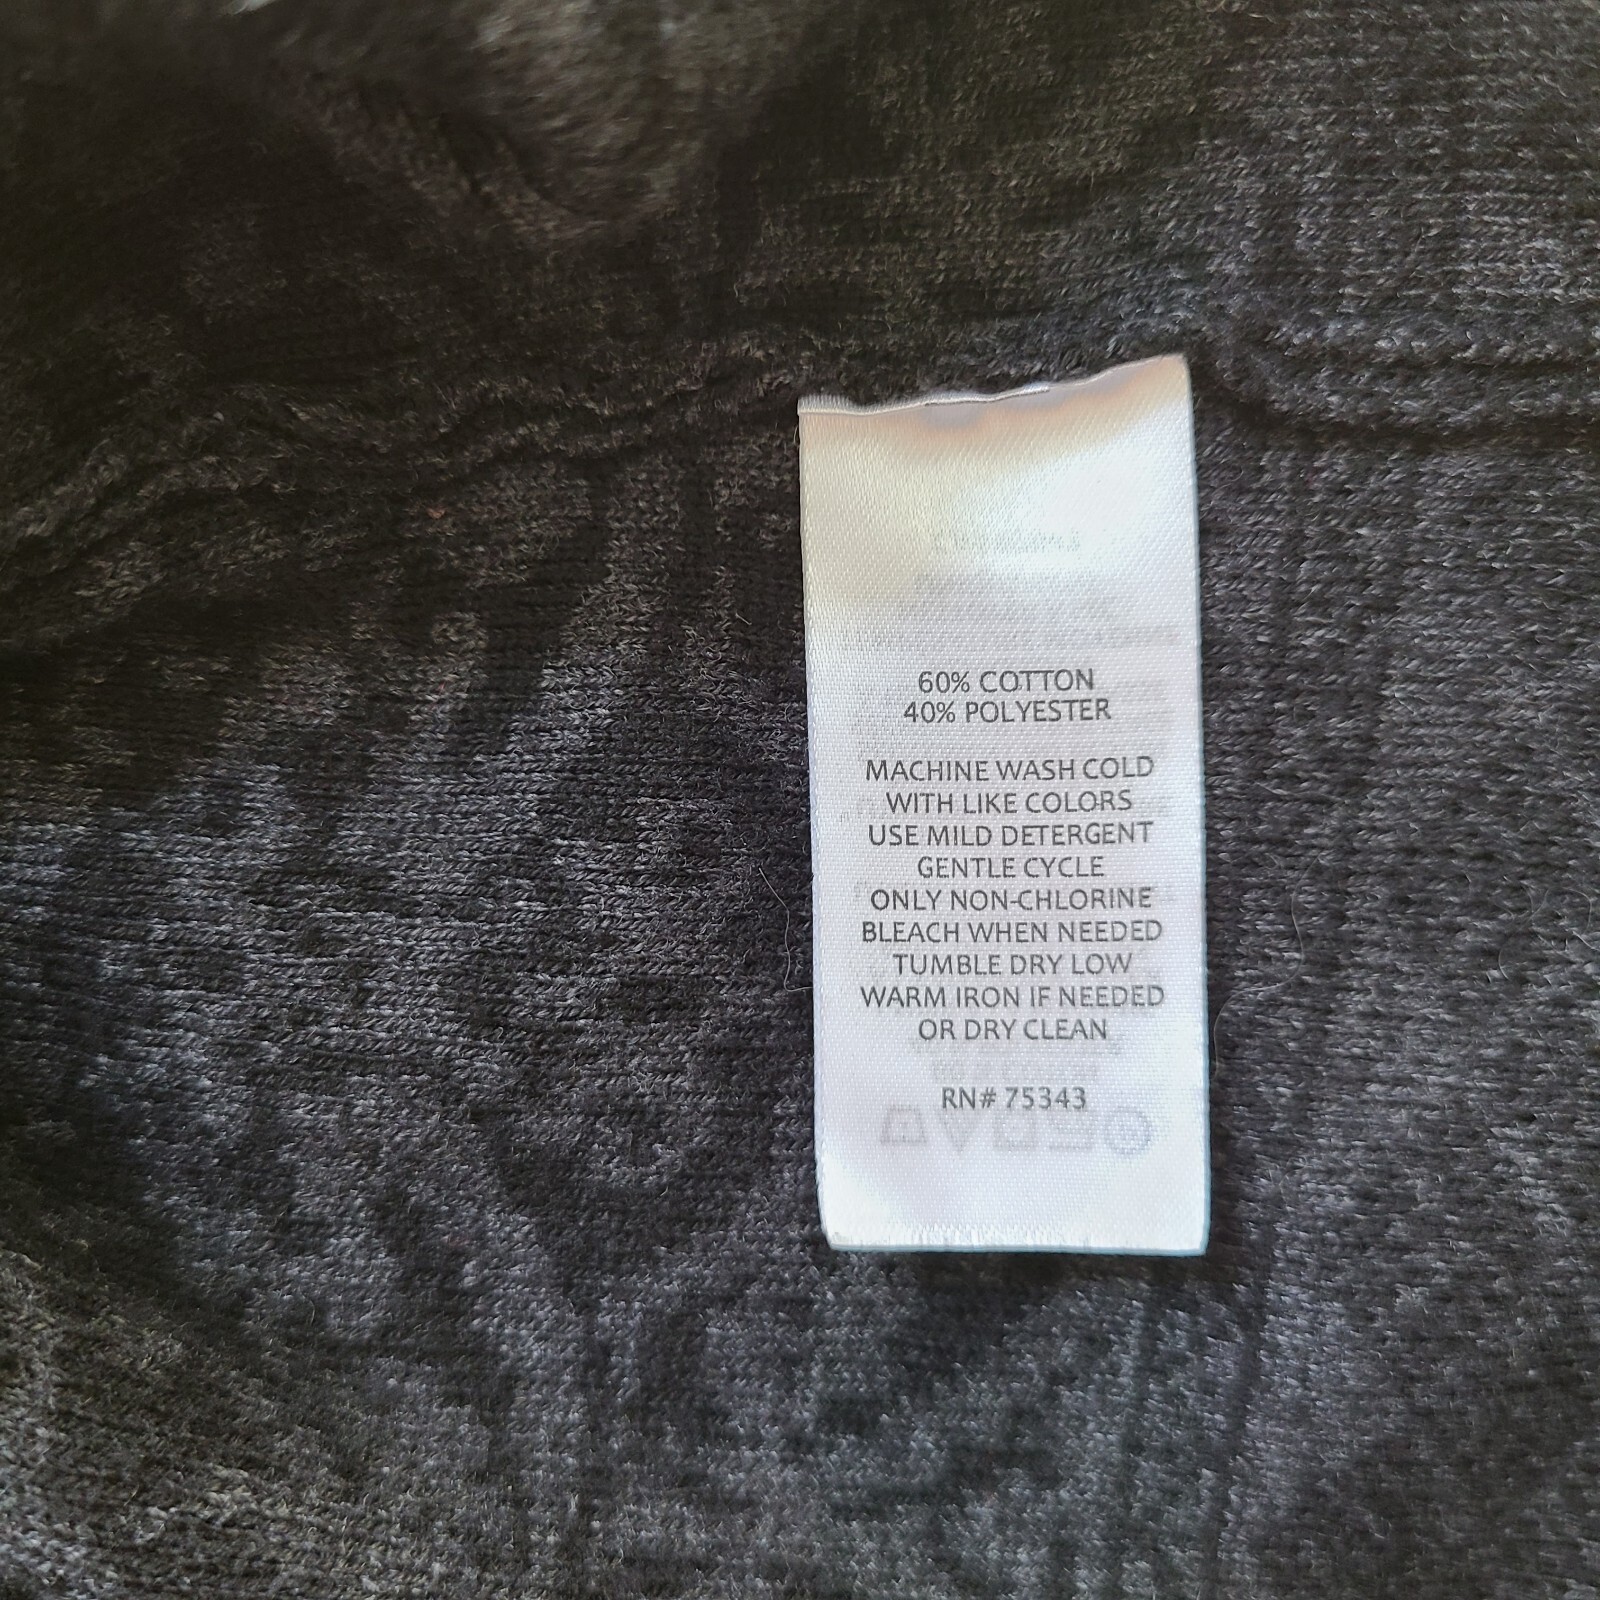 60% COTTON
40% POLYESTER
MACHINE WASH COLD
WITH LIKE COLORS
USE MILD DETERGENT
GENTLE CYCLE
ONLY NON-CHLORINE
BLEACH WHEN NEEDED
TUMBLE DRY LOW
WARM IRON IF NEEDED
OR DRY CLEAN
RN# 75343